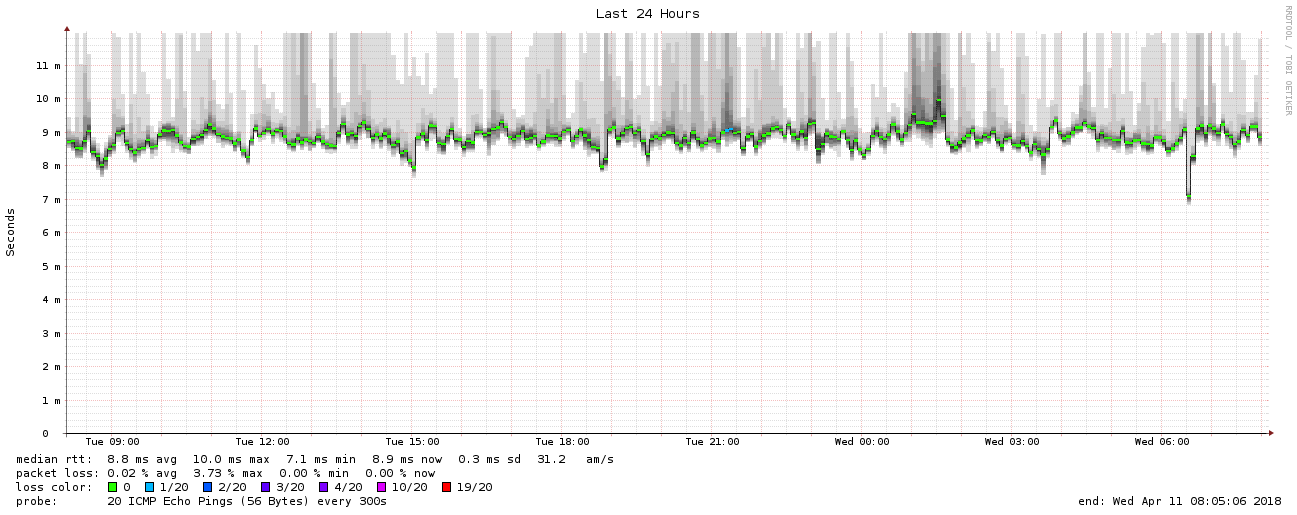 Last 24 Hours
RRDTOOL / TOBI OETIKER
Seconds
11 m
10 m
9 m
8 m
7 m
6 m
5 m
4 m
3 m
2 m
1 m
0
Tue 09:00 Tue 12:00 Tue 15:00 Tue 18:00 Tue 21:00 Wed 00:00 Wed 03:00 Wed 06:00
median rtt: 8.8 ms avg 10.0 ms max 7.1 ms min 8.9 ms now 0.3 ms sd 31.2 am/s
packet loss: 0.02 % avg 3.73 % max 0.00 % min 0.00 % now
loss color: 0 1/20 2/20 3/20 4/20 10/20 19/20
probe: 20 ICMP Echo Pings (56 Bytes) every 300s end: Wed Apr 11 08:05:06 2018